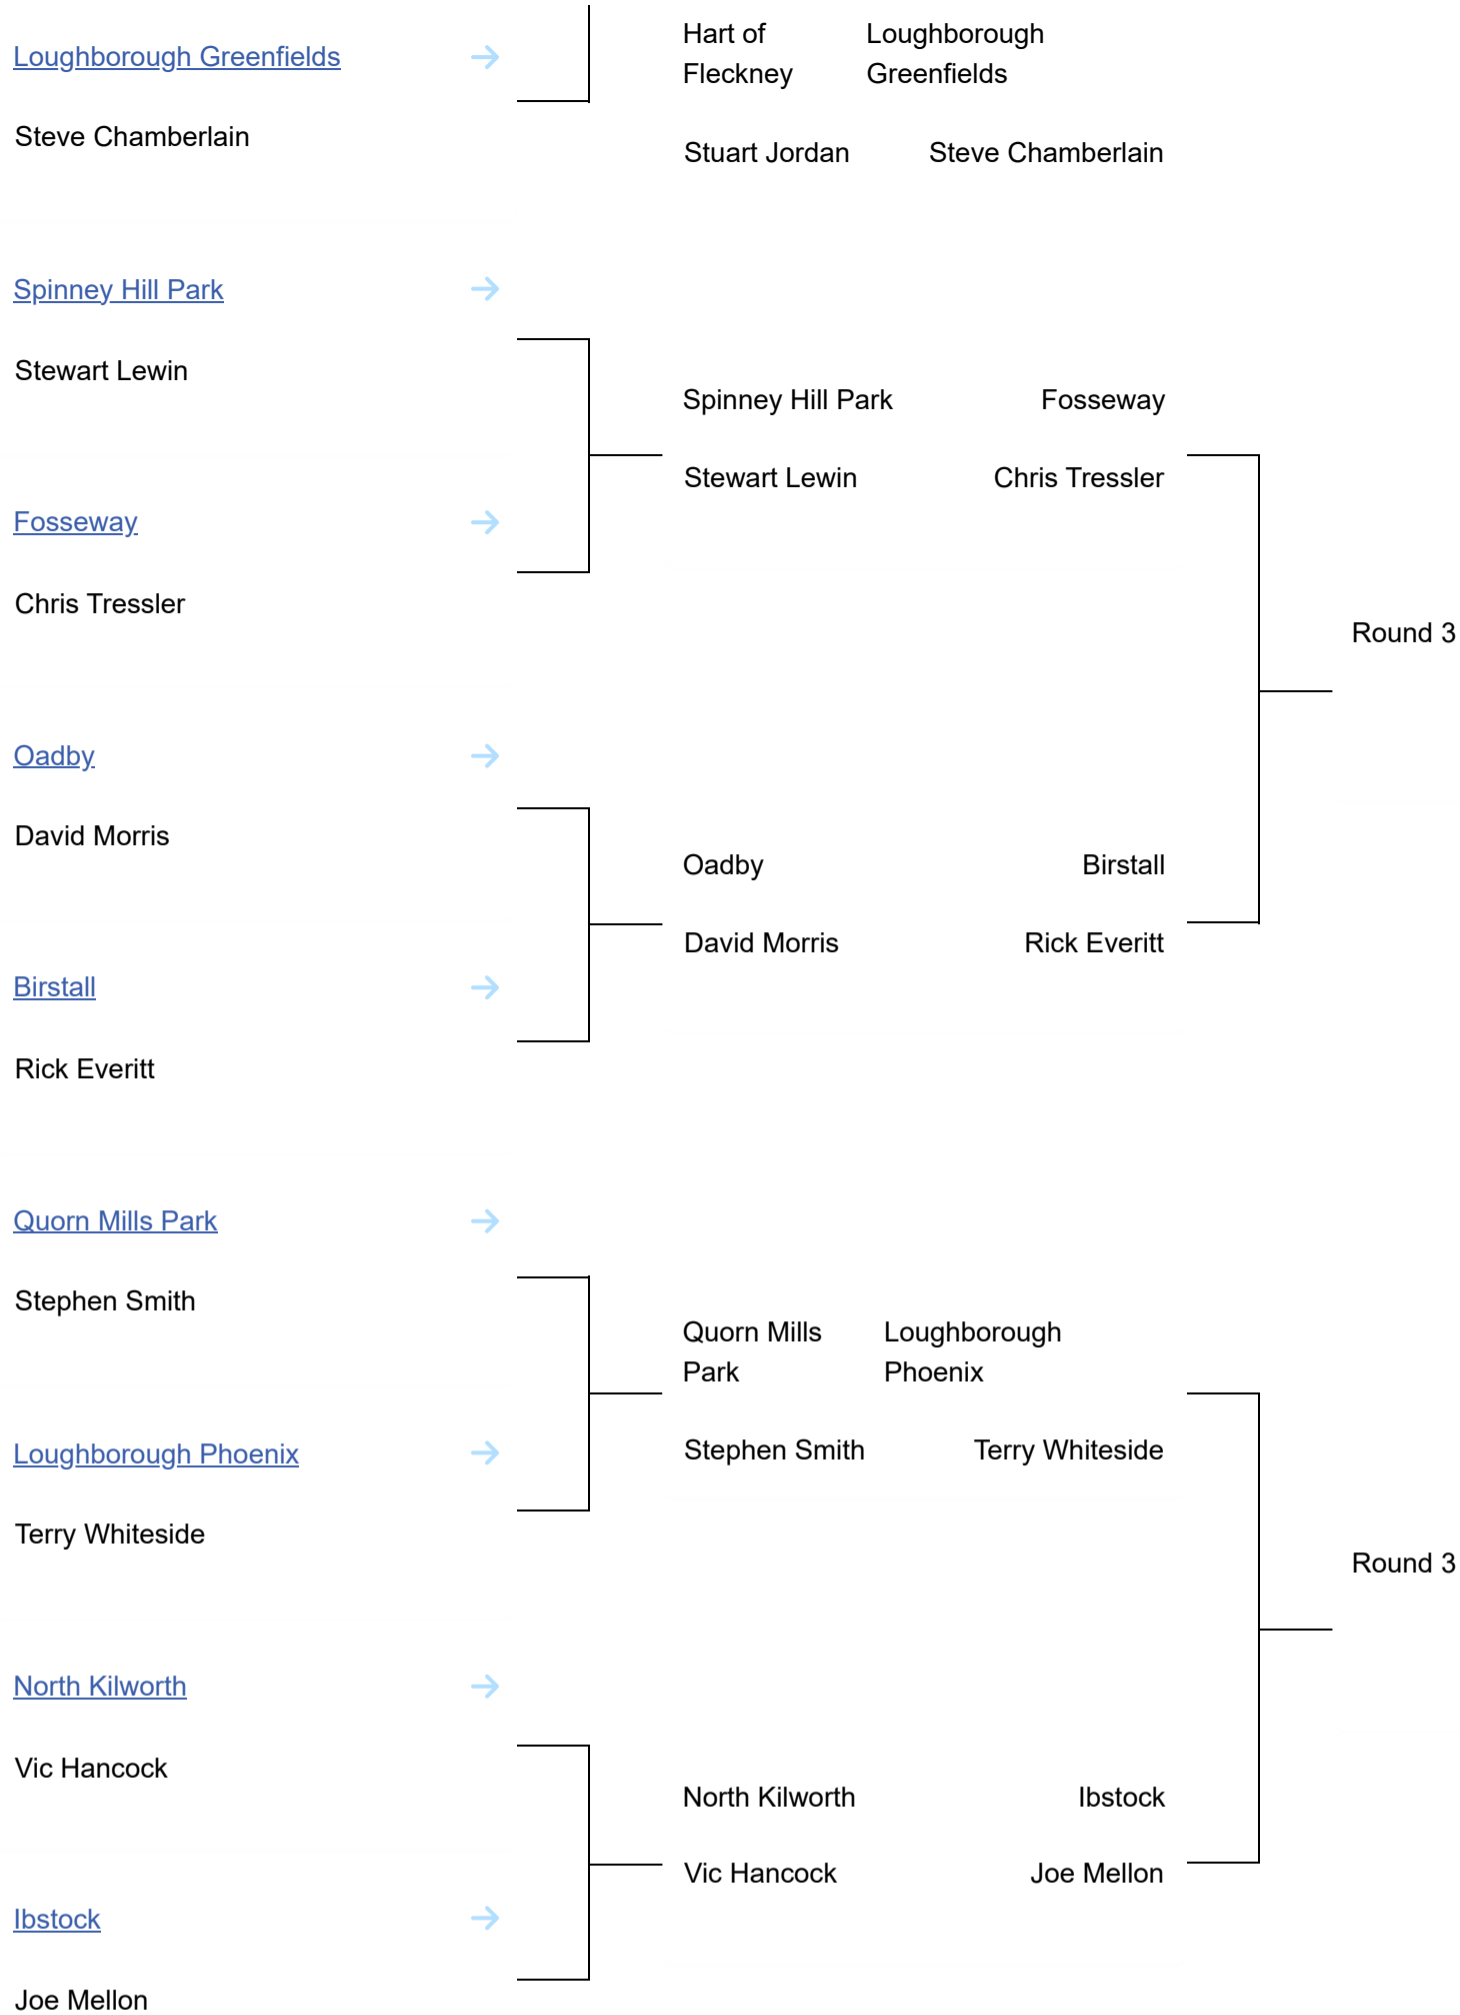 Loughborough Greenfields
Steve Chamberlain
Hart of
Fleckney
Loughborough
Greenfields
Stuart Jordan
Steve Chamberlain
Spinney Hill Park
Stewart Lewin
Fosseway
Chris Tressler
Spinney Hill Park
Fosseway
Stewart Lewin
Chris Tressler
Round 3
Oadby
David Morris
Birstall
Rick Everitt
Oadby
Birstall
David Morris
Rick Everitt
Quorn Mills Park
Stephen Smith
Loughborough Phoenix
Terry Whiteside
Quorn Mills
Park
Loughborough
Phoenix
Stephen Smith
Terry Whiteside
Round 3
North Kilworth
Vic Hancock
Ibstock
Joe Mellon
North Kilworth
Ibstock
Vic Hancock
Joe Mellon